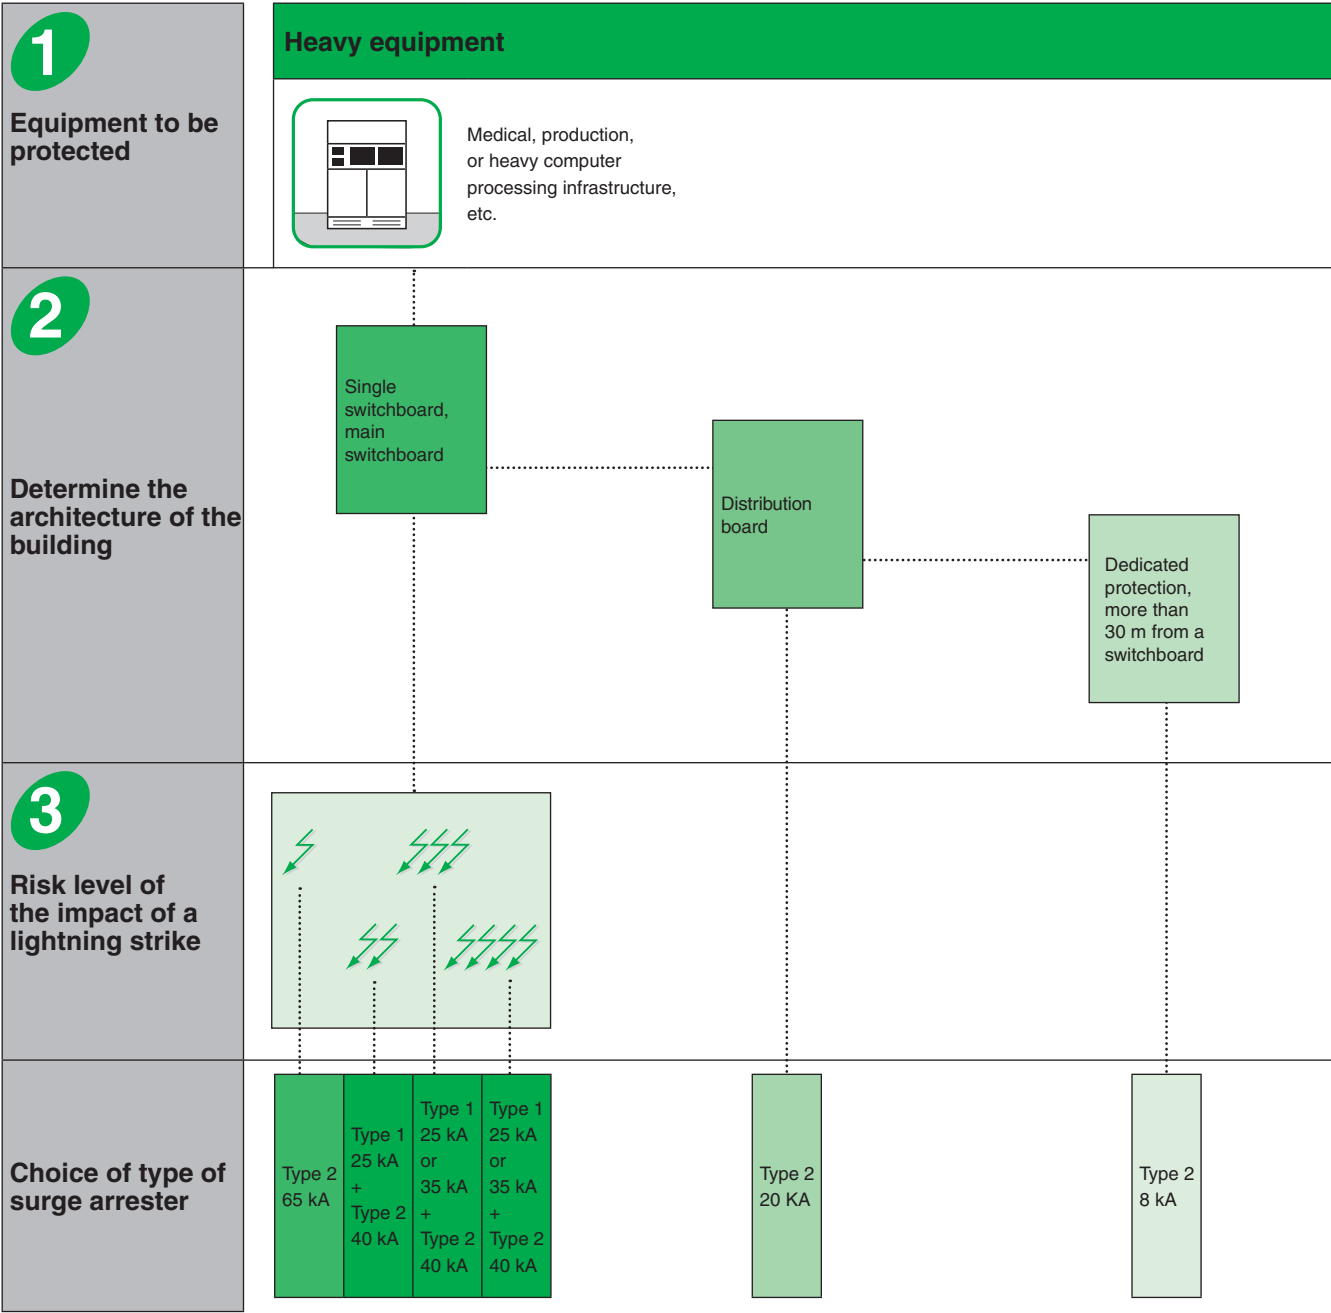 1
Equipment to be
protected
Heavy equipment
Medical, production,
or heavy computer
processing infrastructure,
etc.
2
Determine the
architecture of the
building
Single
switchboard,
main
switchboard
Distribution
board
Dedicated
protection,
more than
30 m from a
switchboard
3
Risk level of
the impact of a
lightning strike
Choice of type of
surge arrester
Type 2
65 kA
Type 1
25 kA
+
Type 2
40 kA
Type 1
25 kA
or
35 kA
+
Type 2
40 kA
Type 1
25 kA
or
35 kA
+
Type 2
40 kA
Type 2
20 KA
Type 2
8 kA